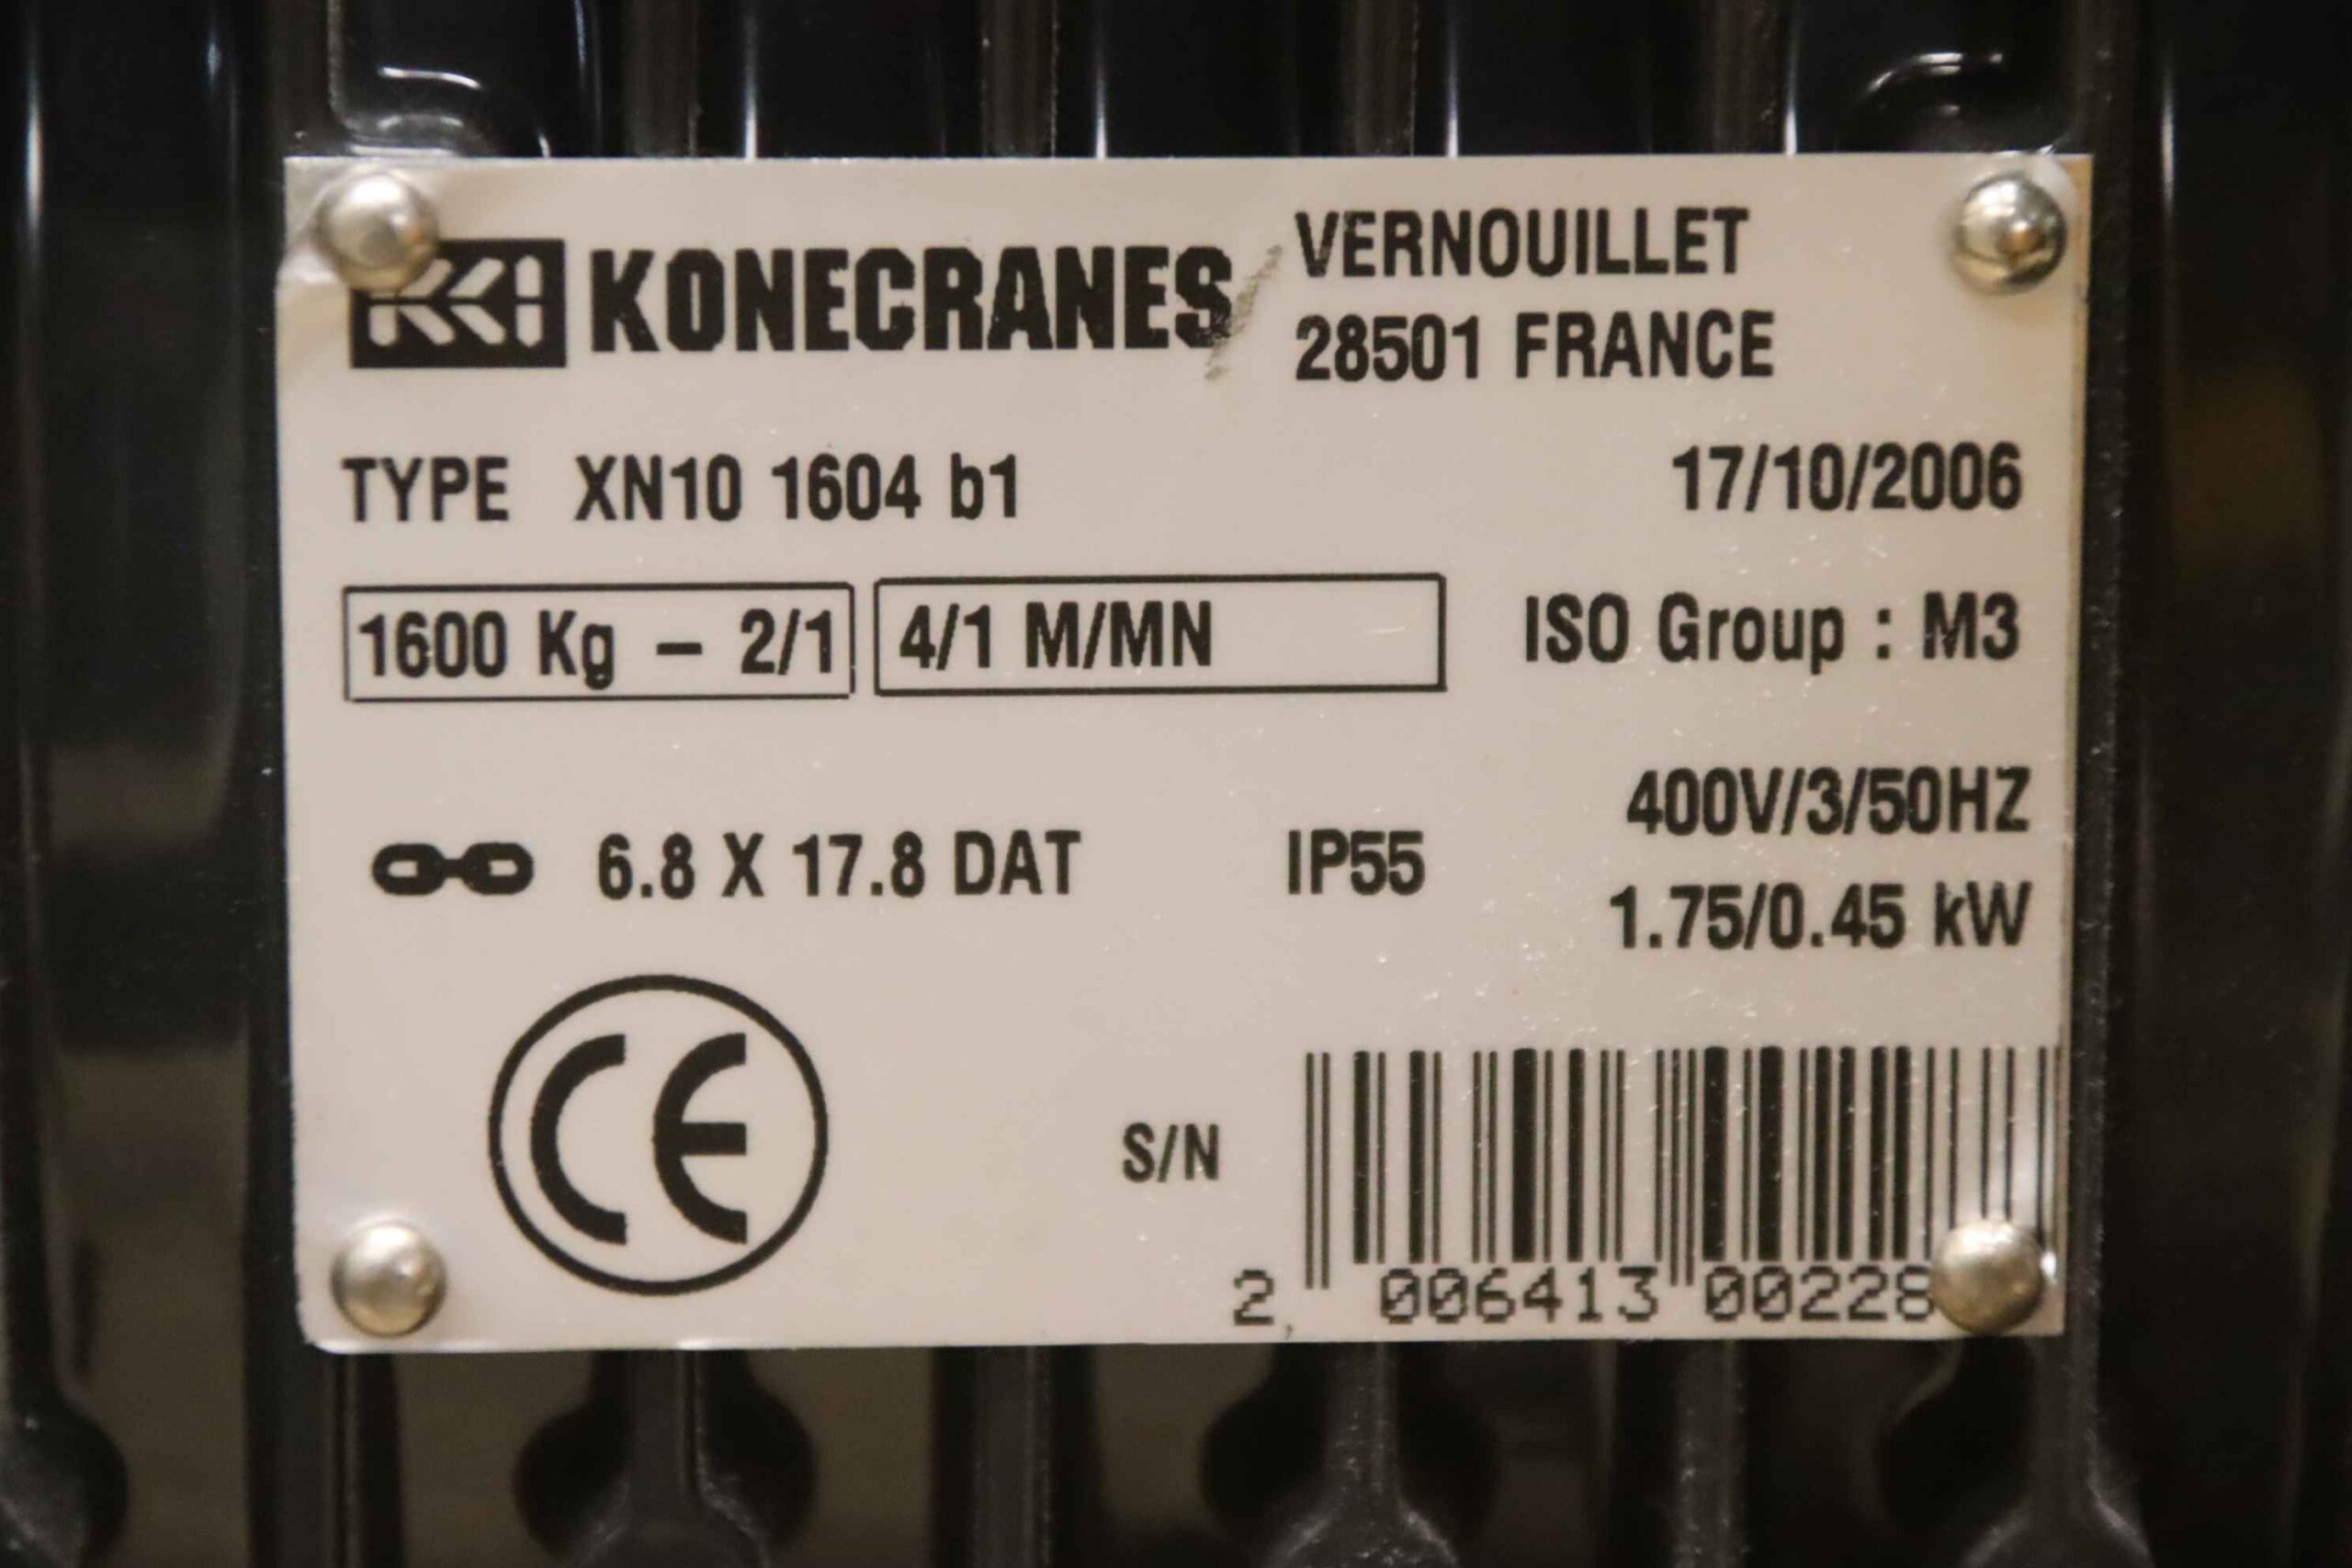 KONECRANES
VERNOUILLET
28501 FRANCE
TYPE XN10 1604 b1
17/10/2006
1600 Kg – 2/1
4/1 M/MN
ISO Group : M3
6.8 X 17.8 DAT
IP55
400V/3/50HZ
1.75/0.45 kW
CE
S/N
2 006413 00228